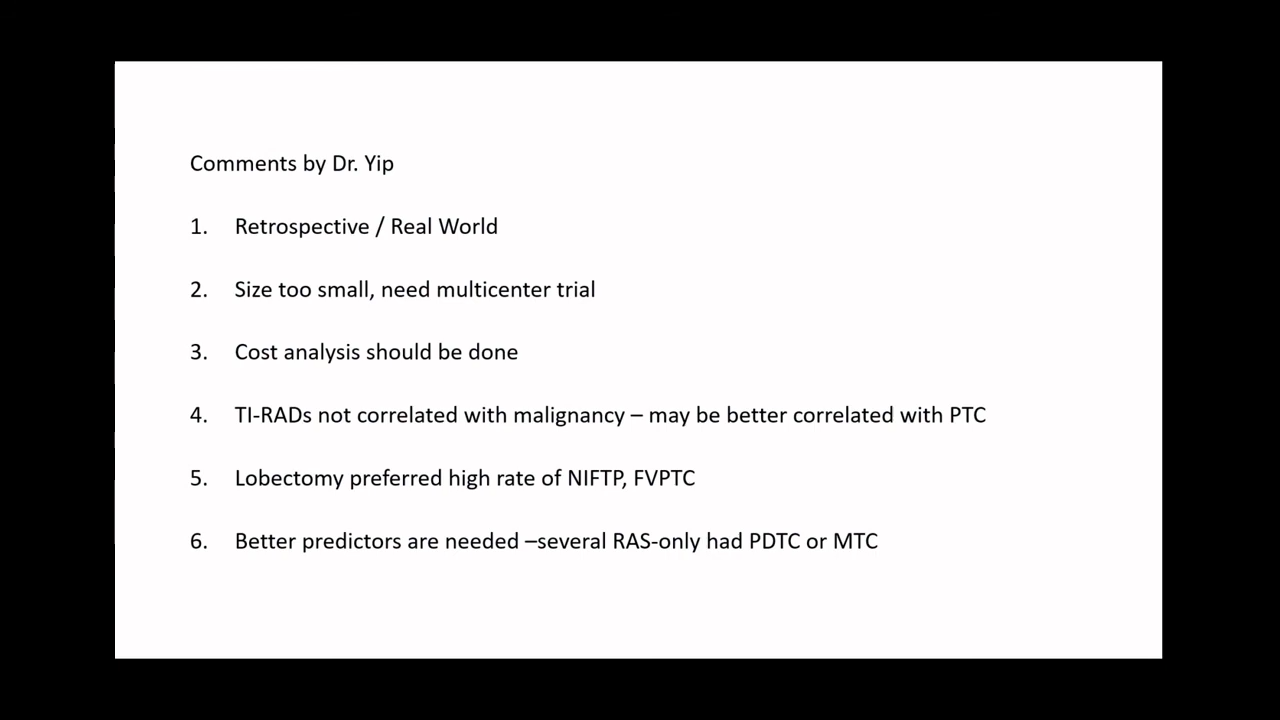 Comments by Dr. Yip
1. Retrospective / Real World
2. Size too small, need multicenter trial
3. Cost analysis should be done
4. TI-RADs not correlated with malignancy – may be better correlated with PTC
5. Lobectomy preferred high rate of NIFTP, FVPTC
6. Better predictors are needed –several RAS-only had PDTC or MTC